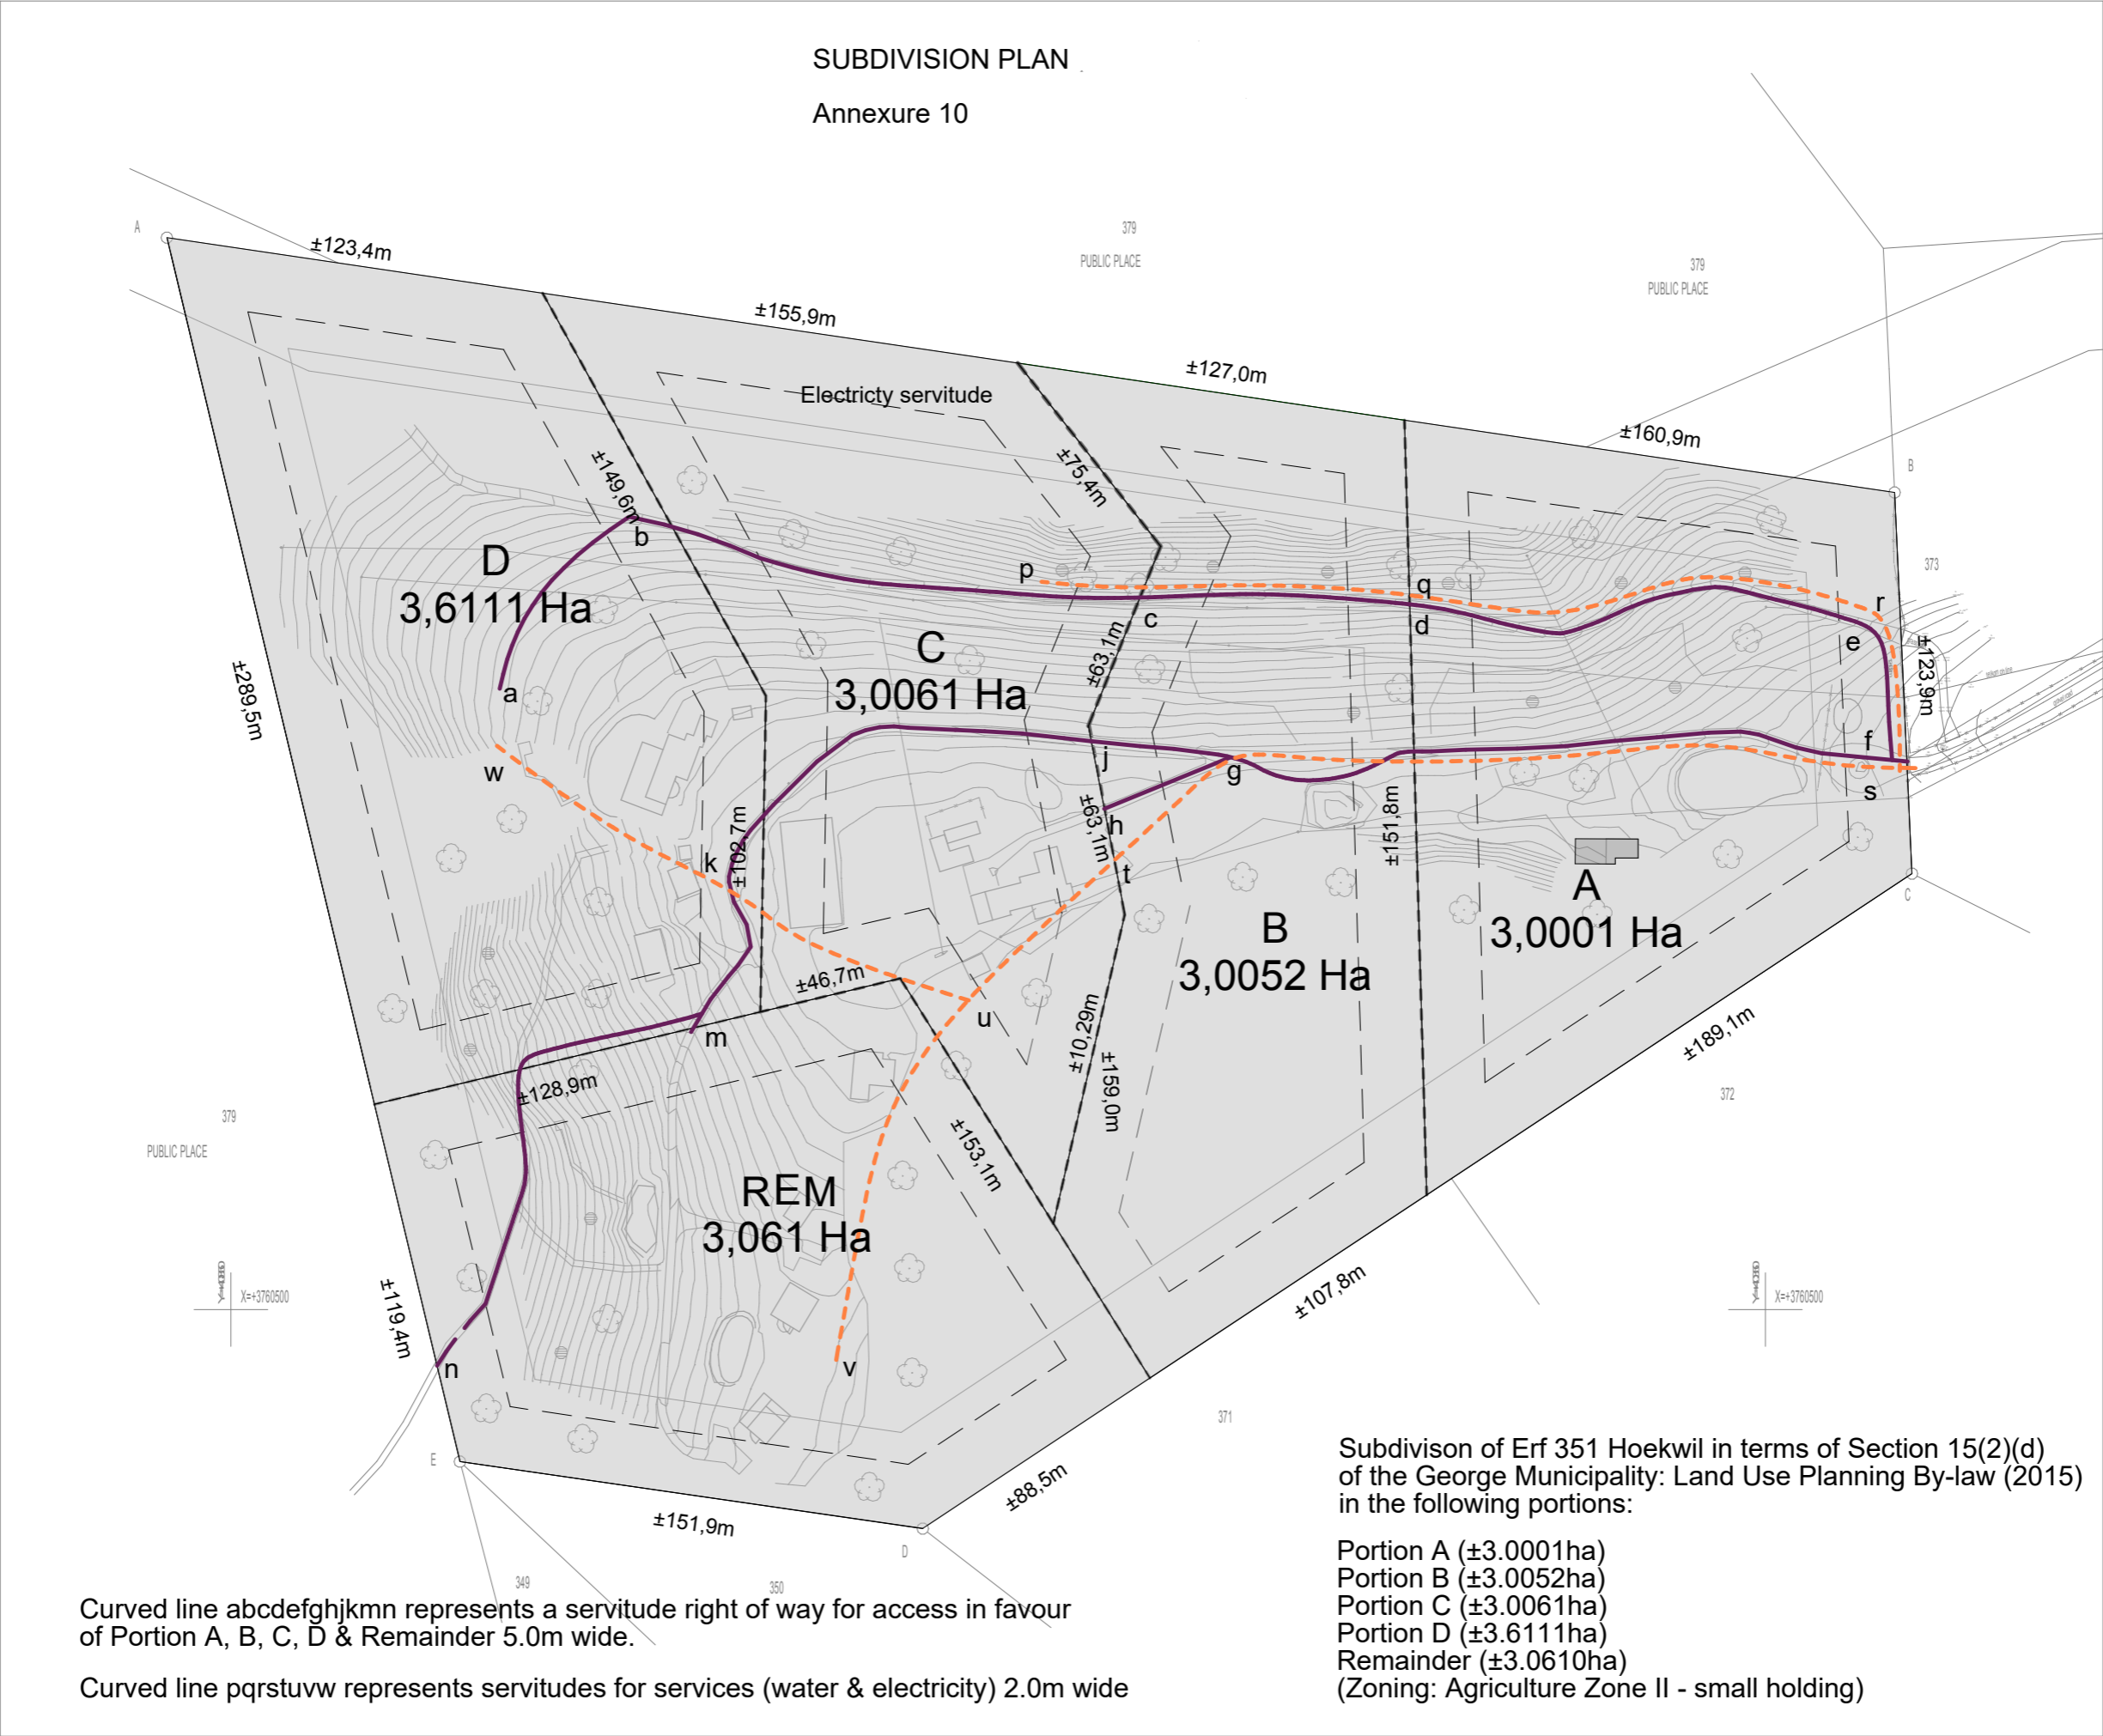 SUBDIVISION PLAN
Annexure 10
A
±123,4m
379
PUBLIC PLACE
379
PUBLIC PLACE
±155,9m
±127,0m
Electricty servitude
±160,9m
B
±149,6m
±75,4m
b
D
3,6111 Ha
p
q
r
373
c
d
e
C
3,0061 Ha
±63,1m
±123,9m
a
±289,5m
w
j
g
f
s
h
±63,1m
k
±102,7m
t
±151,8m
A
3,0001 Ha
C
B
3,0052 Ha
±46,7m
u
m
±10,29m
±159,0m
±189,1m
±128,9m
372
379
PUBLIC PLACE
±153,1m
REM
3,061 Ha
X=+3760500
X=+3760500
±119,4m
±107,8m
n
v
371
E
±88,5m
±151,9m
D
349
350
Subdivison of Erf 351 Hoekwil in terms of Section 15(2)(d)
of the George Municipality: Land Use Planning By-law (2015)
in the following portions:
Portion A (±3.0001ha)
Portion B (±3.0052ha)
Portion C (±3.0061ha)
Portion D (±3.6111ha)
Remainder (±3.0610ha)
(Zoning: Agriculture Zone II - small holding)
Curved line abcdefghjkmn represents a servitude right of way for access in favour
of Portion A, B, C, D & Remainder 5.0m wide.
Curved line pqrstuvw represents servitudes for services (water & electricity) 2.0m wide